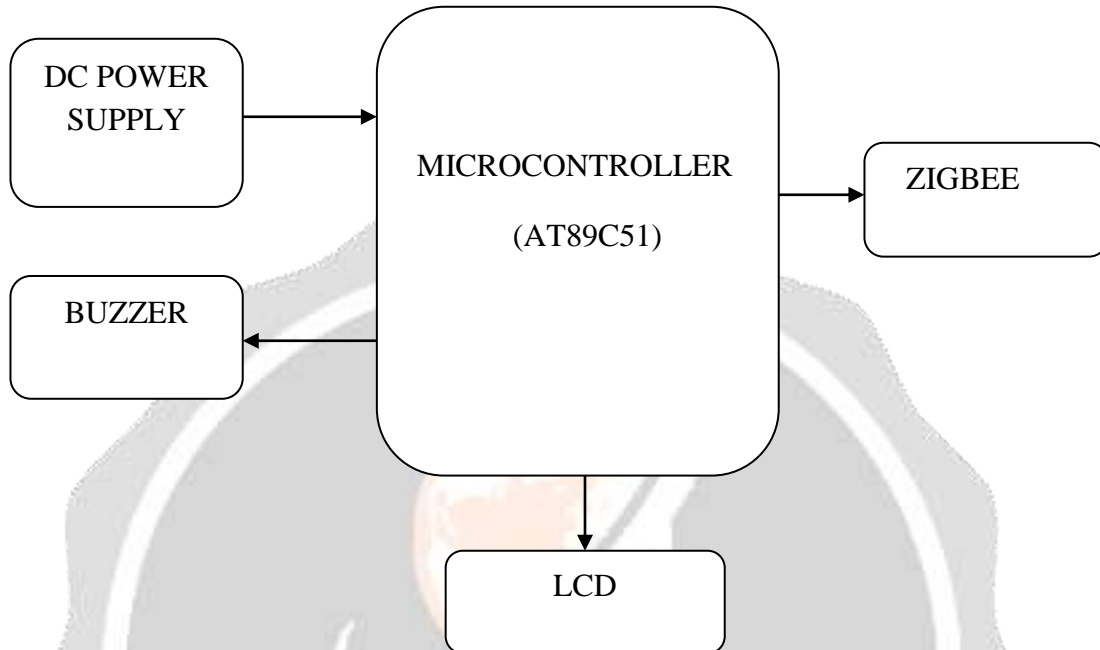 DC POWER
SUPPLY
MICROCONTROLLER
(AT89C51)
ZIGBEE
BUZZER
LCD